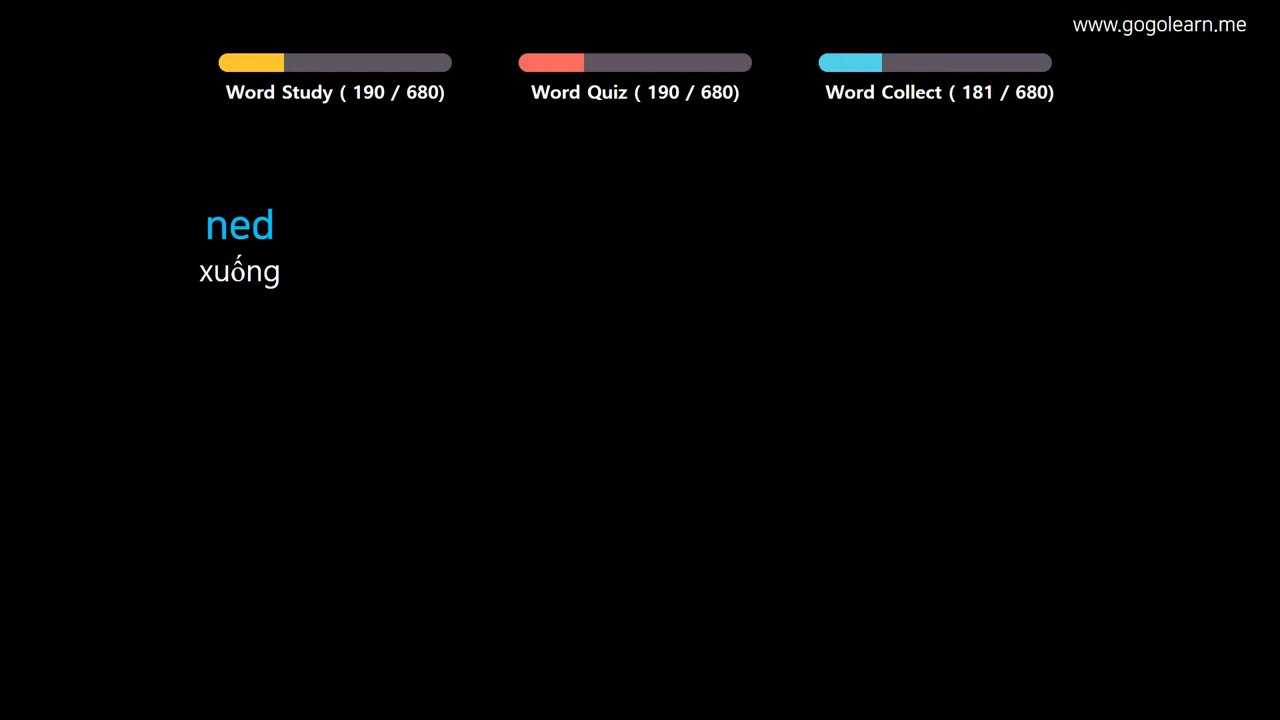 www.gogolearn.me
Word Study ( 190 / 680)
Word Quiz ( 190 / 680)
Word Collect ( 181 / 680)
ned
xuống